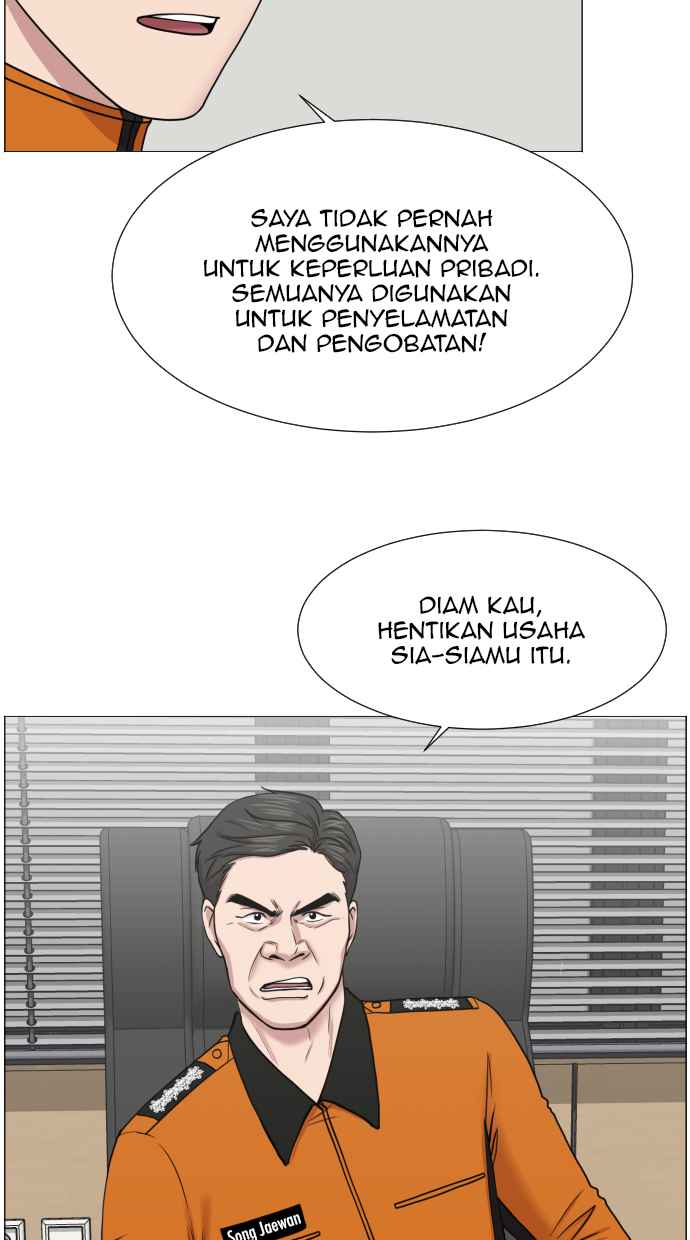 SAYA TIDAK PERNAH
MENGGUNAKANNYA
UNTUK KEPERLUAN PRIBADI.
SEMUANYA DIGUNAKAN
UNTUK PENYELAMATAN
DAN PENGOBATAN!
DIAM KAU,
HENTIKAN USAHA
SIA-SIAMU ITU.
Song Jaewan